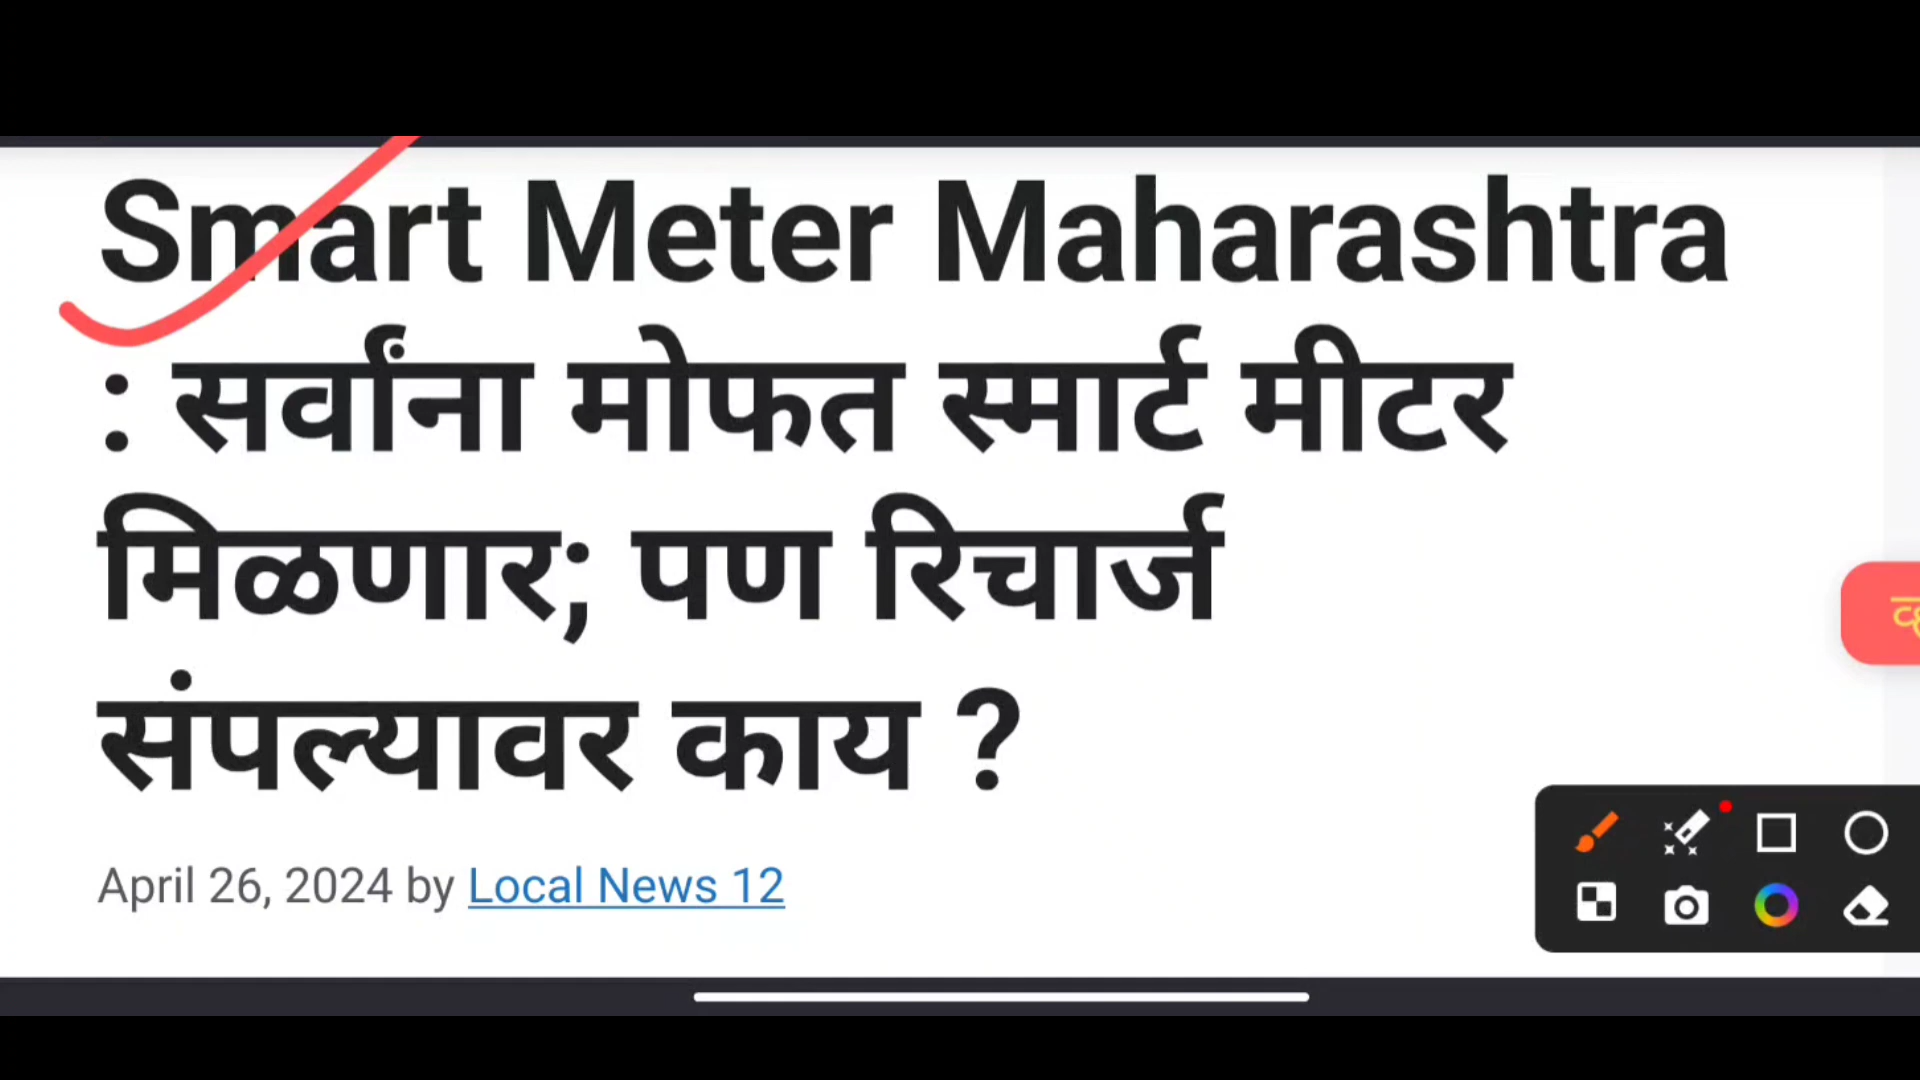 Smart Meter Maharashtra
: सर्वांना मोफत स्मार्ट मीटर
मिळणार; पण रिचार्ज
संपल्यावर काय ?
April 26, 2024 by Local News 12